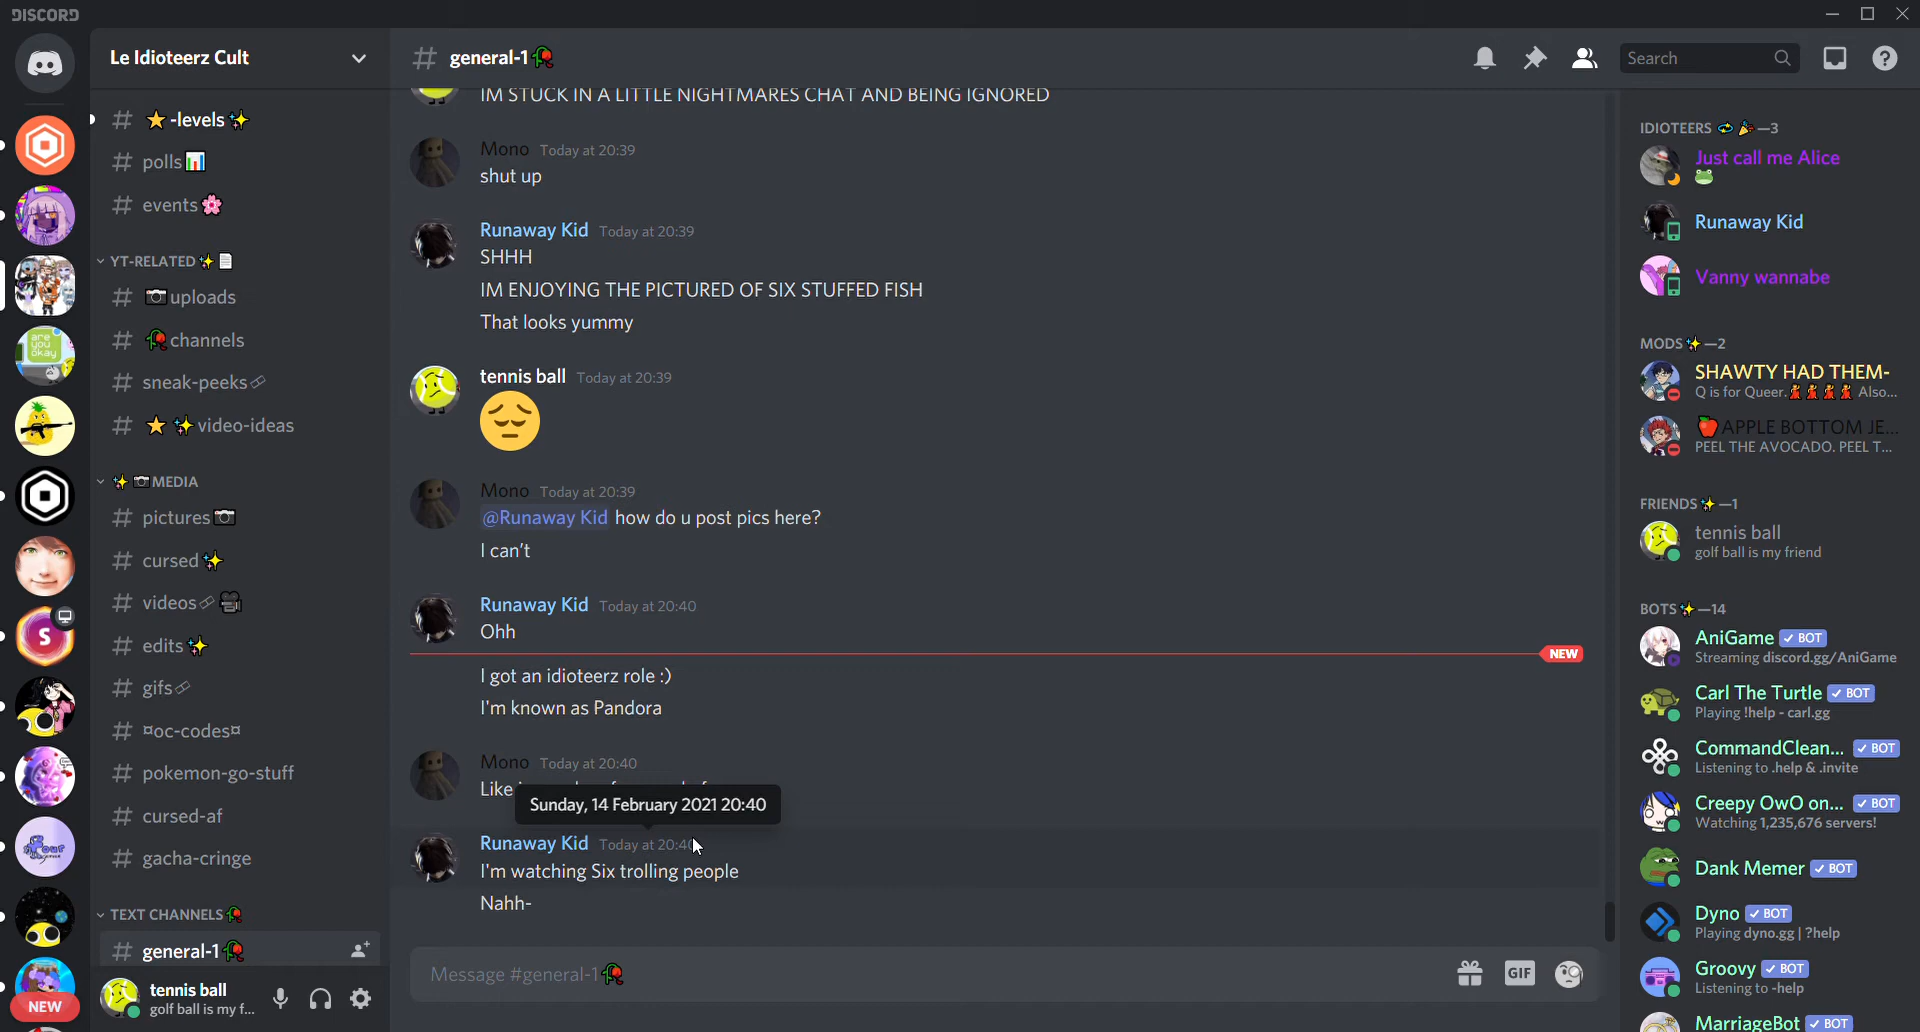 DISCORD
Le Idioteerz Cult
-levels
polls
events
YT-RELATED
uploads
channels
sneak-peeks
video-ideas
MEDIA
pictures
cursed
videos
edits
gifs
¤oc-codes¤
pokemon-go-stuff
cursed-af
gacha-cringe
TEXT CHANNELS
general-1
tennis ball
golf ball is my f...
are you okay
S
NEW
# general-1
Search
IM STUCK IN A LITTLE NIGHTMARES CHAT AND BEING IGNORED
Mono Today at 20:39
shut up
Runaway Kid Today at 20:39
SHHH
IM ENJOYING THE PICTURED OF SIX STUFFED FISH
That looks yummy
tennis ball Today at 20:39
Mono Today at 20:39
@Runaway Kid how do u post pics here?
I can't
Runaway Kid Today at 20:40
Ohh
NEW
I got an idioteerz role :)
I'm known as Pandora
Mono Today at 20:40
Like
Sunday, 14 February 2021 20:40
Runaway Kid Today at 20:40
I'm watching Six trolling people
Nahh-
Message #general-1
GIF
IDIOTEERS —3
Just call me Alice
Runaway Kid
Vanny wannabe
MODS —2
SHAWTY HAD THEM-
Q is for Queer. Also...
APPLE BOTTOM JE...
PEEL THE AVOCADO. PEEL T...
FRIENDS —1
tennis ball
golf ball is my friend
BOTS —14
AniGame BOT
Streaming discord.gg/AniGame
Carl The Turtle BOT
Playing !help - carl.gg
CommandClean... BOT
Listening to .help & .invite
Creepy OwO on... BOT
Watching 1,235,676 servers!
Dank Memer BOT
Dyno BOT
Playing dyno.gg | ?help
Groovy BOT
Listening to -help
MarriageBot BOT